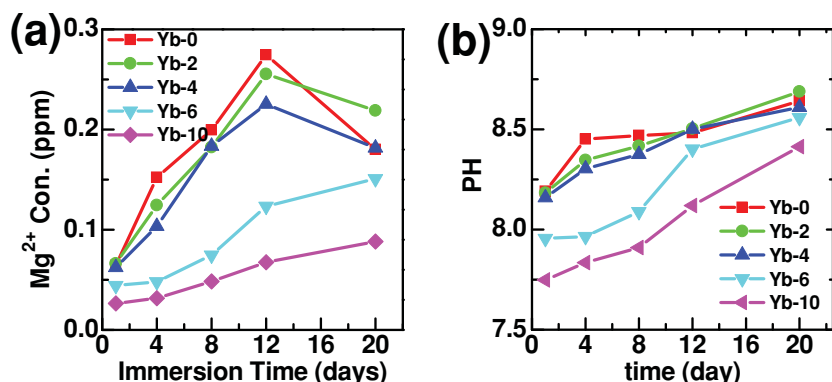 (a)
Mg2+ Con. (ppm)
0.3
0.2
0.1
0.0
Yb-0
Yb-2
Yb-4
Yb-6
Yb-10
0 4 8 12 16 20
Immersion Time (days)
(b)
PH
9.0
8.5
8.0
7.5
Yb-0
Yb-2
Yb-4
Yb-6
Yb-10
0 4 8 12 16 20
time (day)